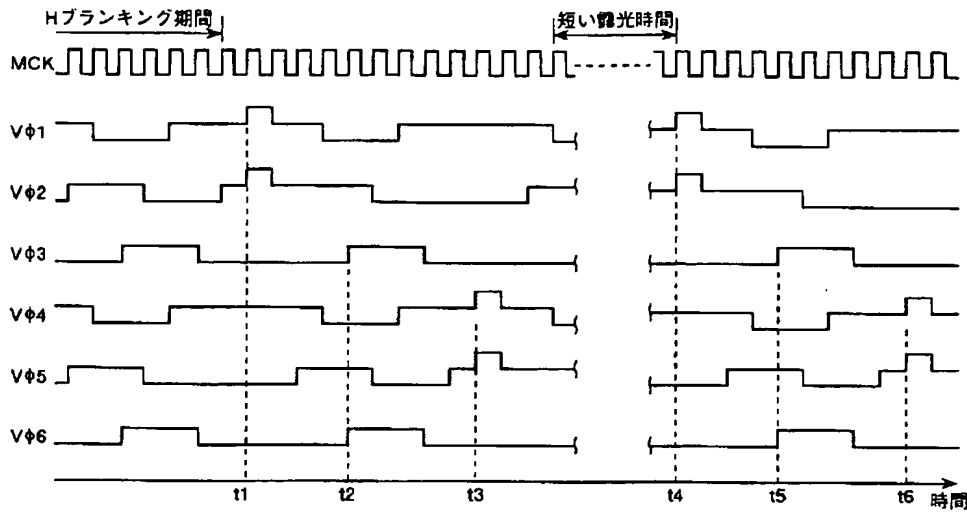 Hブランキング期間
短い露光時間
MCK
Vφ1
Vφ2
Vφ3
Vφ4
Vφ5
Vφ6
t1 t2 t3 t4 t5 t6 時間